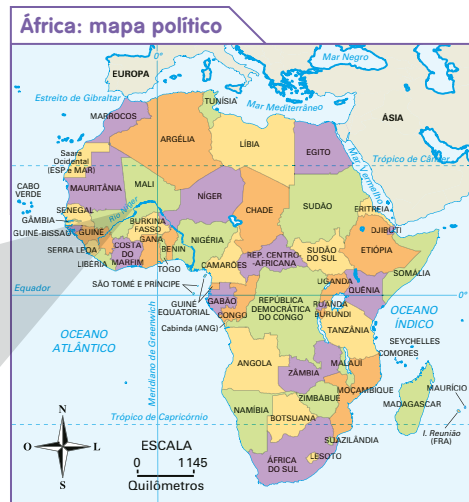 África: mapa político
0°
Mar Negro
EUROPA
Estreito de Gibraltar
TUNÍSIA
Mar Mediterrâneo
ÁSIA
MARROCOS
ARGÉLIA
LÍBIA
EGITO
Saara
Ocidental
(ESP. e MAR)
Trópico de Câncer
Mar Vermelho
CABO
VERDE
MAURITÂNIA
MALI
NÍGER
CHADE
SUDÃO
ERITREIA
SENEGAL
Rio Níger
GÂMBIA
BURKINA
FASSO
DJIBUTI
GUINÉ-BISSAU
GUINÉ
GANA
NIGÉRIA
ETIÓPIA
SERRA LEOA
COSTA
DO
MARFIM
BENIN
REP. CENTRO-
-AFRICANA
SUDÃO
DO SUL
SOMÁLIA
LIBÉRIA
TOGO
CAMARÕES
UGANDA
SÃO TOMÉ E PRÍNCIPE
QUÊNIA
Equador
0°
GUINÉ
EQUATORIAL
GABÃO
CONGO
REPÚBLICA
DEMOCRÁTICA
DO CONGO
RUANDA
BURUNDI
OCEANO
ÍNDICO
Cabinda (ANG)
TANZÂNIA
OCEANO
ATLÂNTICO
Meridiano de Greenwich
SEYCHELLES
COMORES
ANGOLA
ZÂMBIA
MALAUÍ
MOÇAMBIQUE
NAMÍBIA
ZIMBÁBUE
MADAGASCAR
MAURÍCIO
Trópico de Capricórnio
BOTSUANA
I. Reunião
(FRA)
SUAZILÂNDIA
LESOTO
ÁFRICA
DO SUL
N
O
L
S
ESCALA
0 1 145
Quilômetros